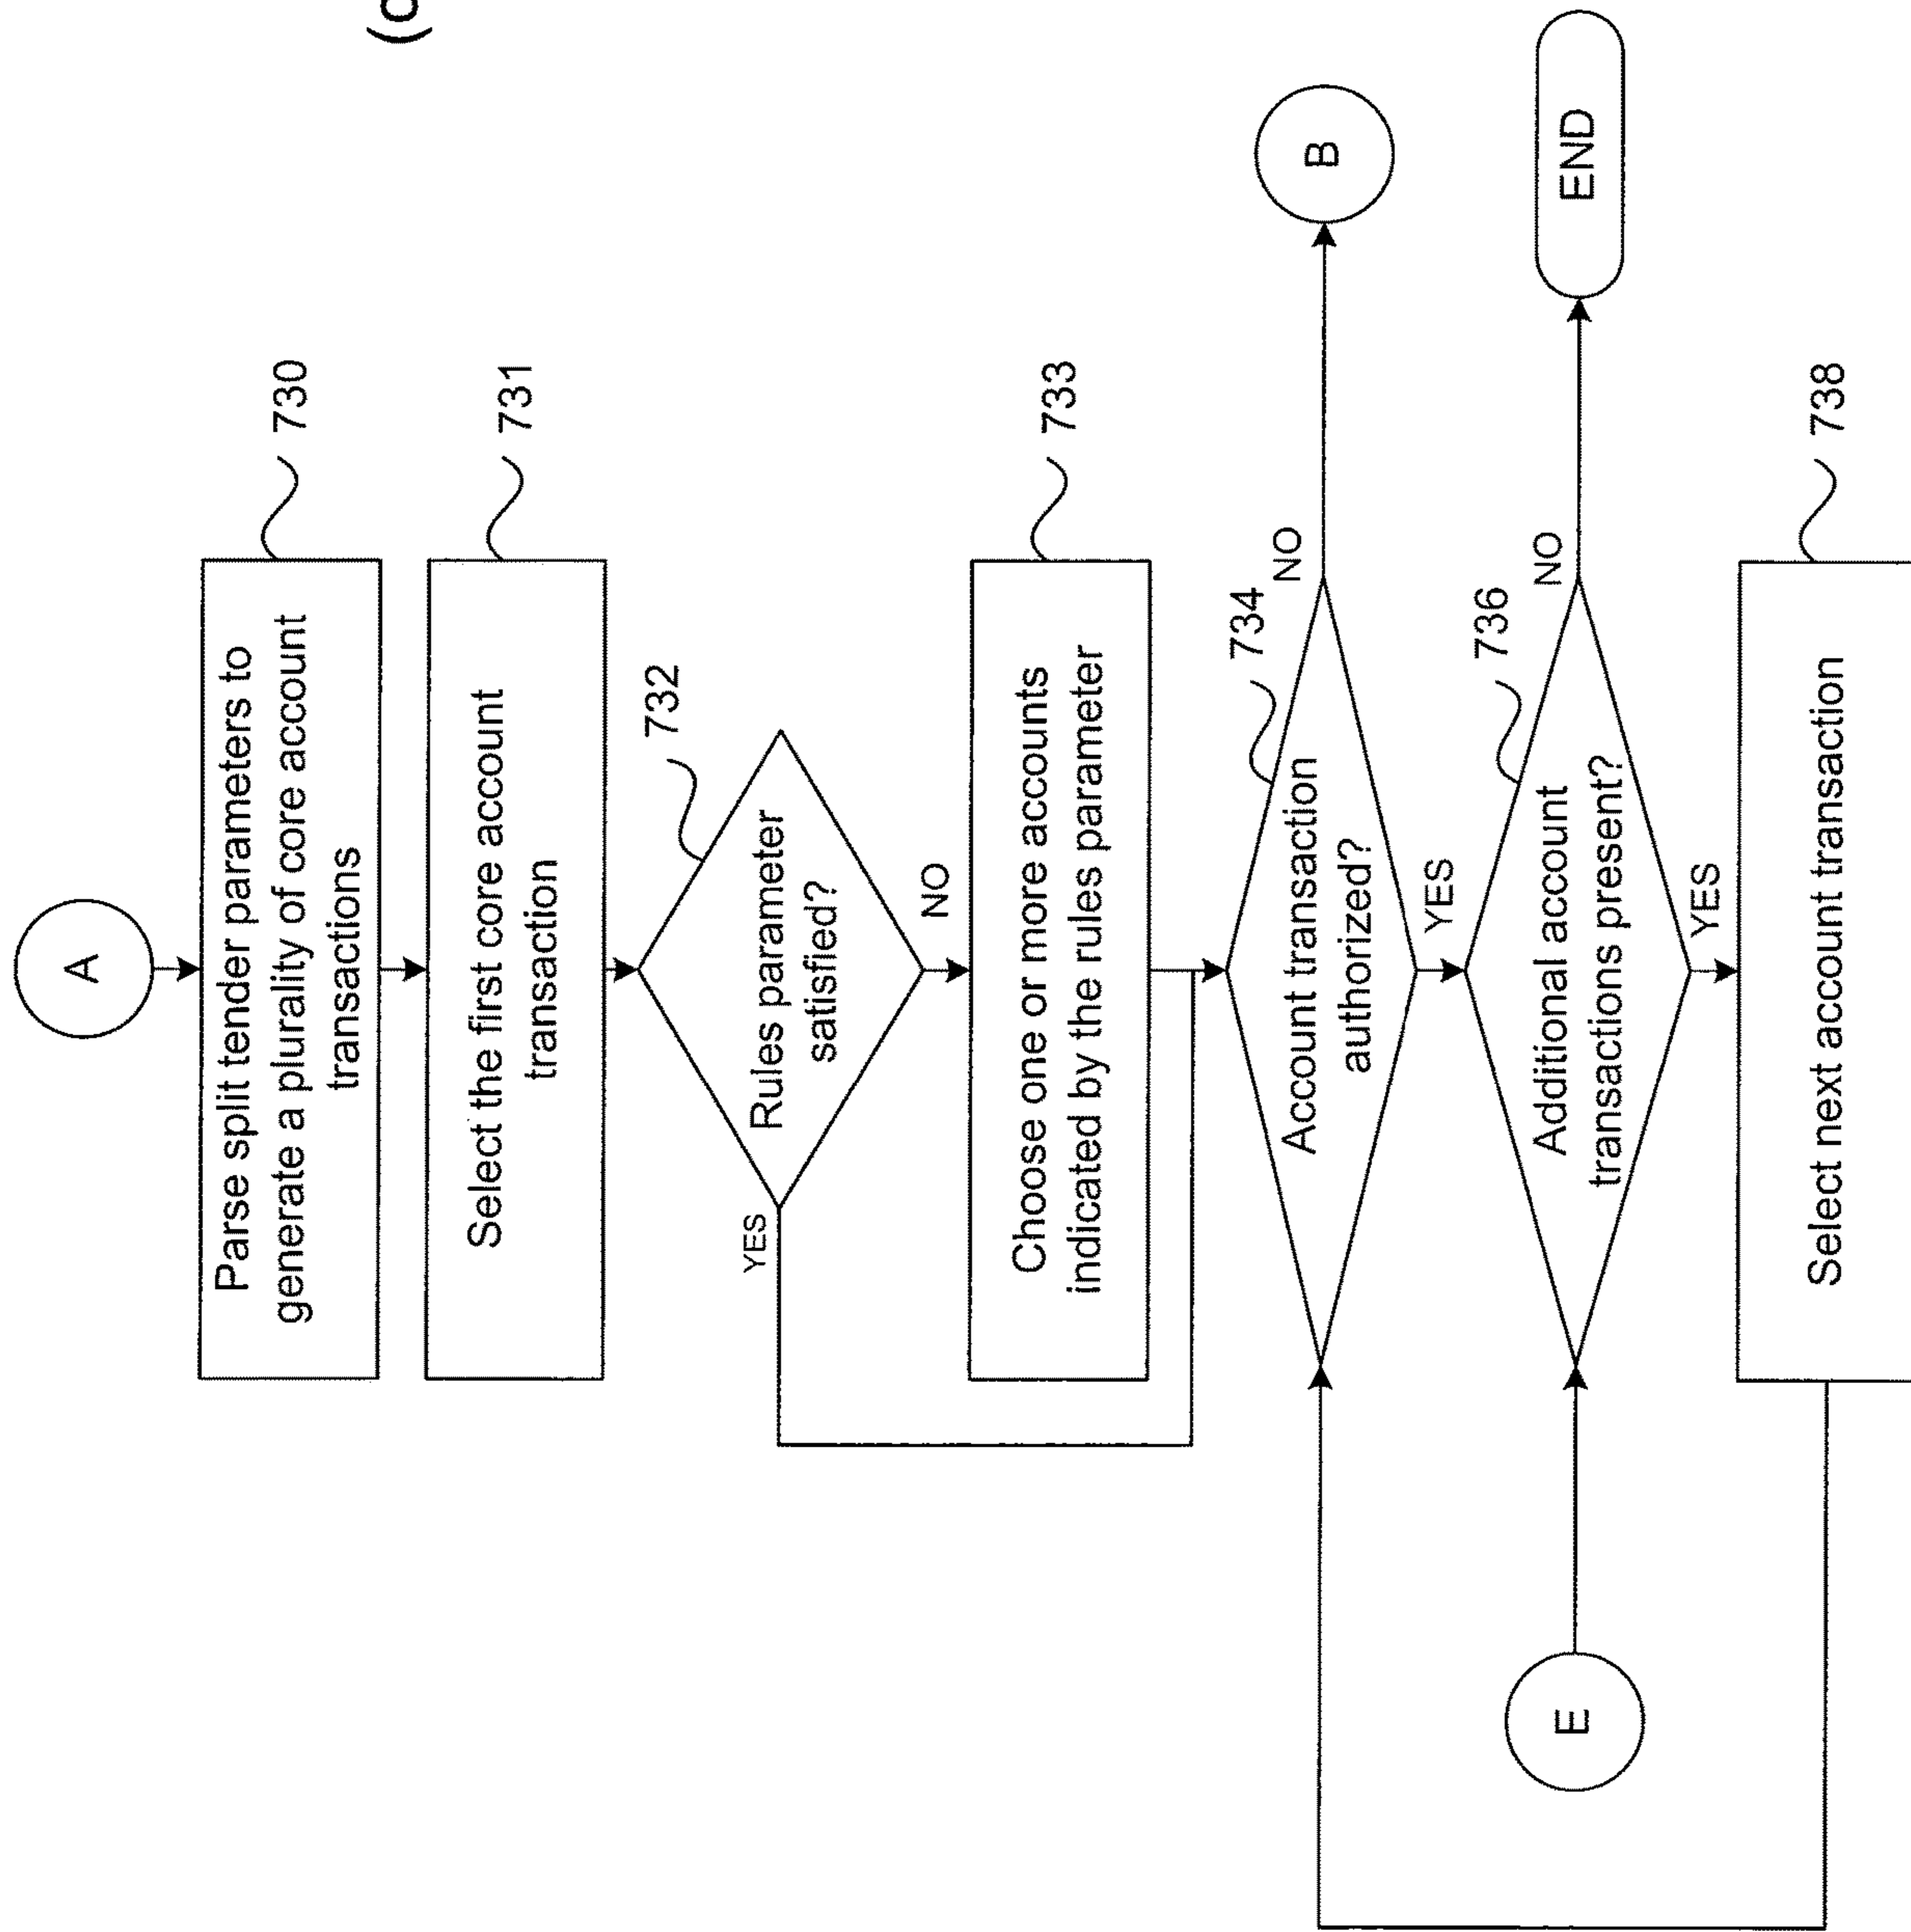 A
Parse split tender parameters to
generate a plurality of core account
transactions
730
Select the first core account
transaction
731
732
Rules parameter
satisfied?
YES
NO
Choose one or more accounts
indicated by the rules parameter
733
734
Account transaction
authorized?
NO
B
YES
736
Additional account
transactions present?
NO
END
E
YES
Select next account transaction
738